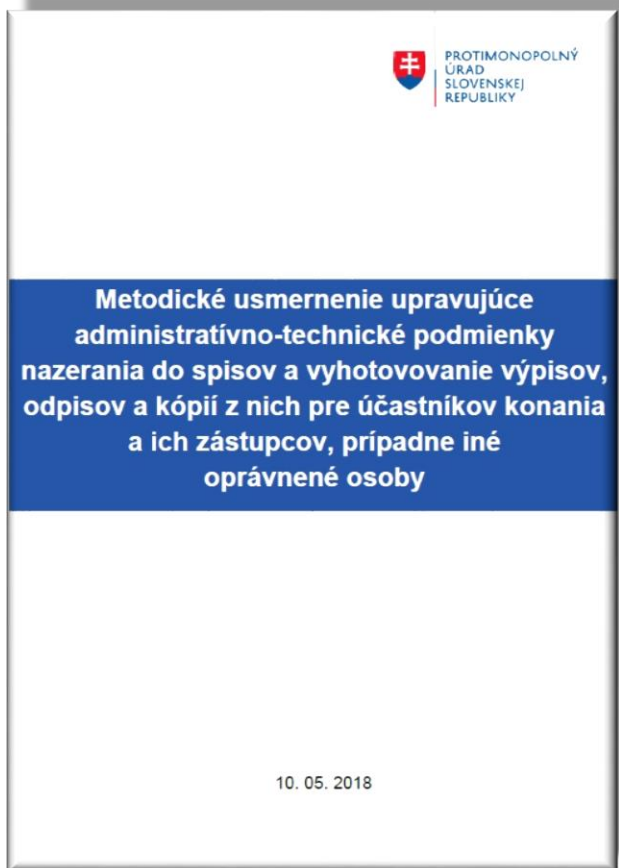 PROTIMONOPOLNÝ
ÚRAD
SLOVENSKEJ
REPUBLIKY
Metodické usmernenie upravujúce
administratívno-technické podmienky
nazerania do spisov a vyhotovovanie výpisov,
odpisov a kópií z nich pre účastníkov konania
a ich zástupcov, prípadne iné
oprávnené osoby
10. 05. 2018